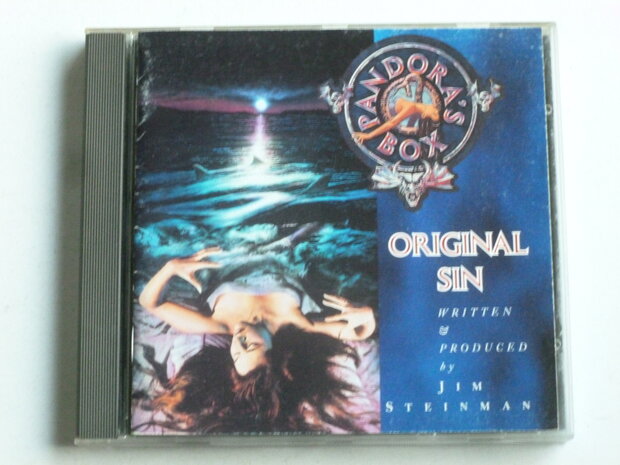 PANDORA'S
BOX
ORIGINAL
SIN
WRITTEN
&
PRODUCED
by
JIM
STEINMAN